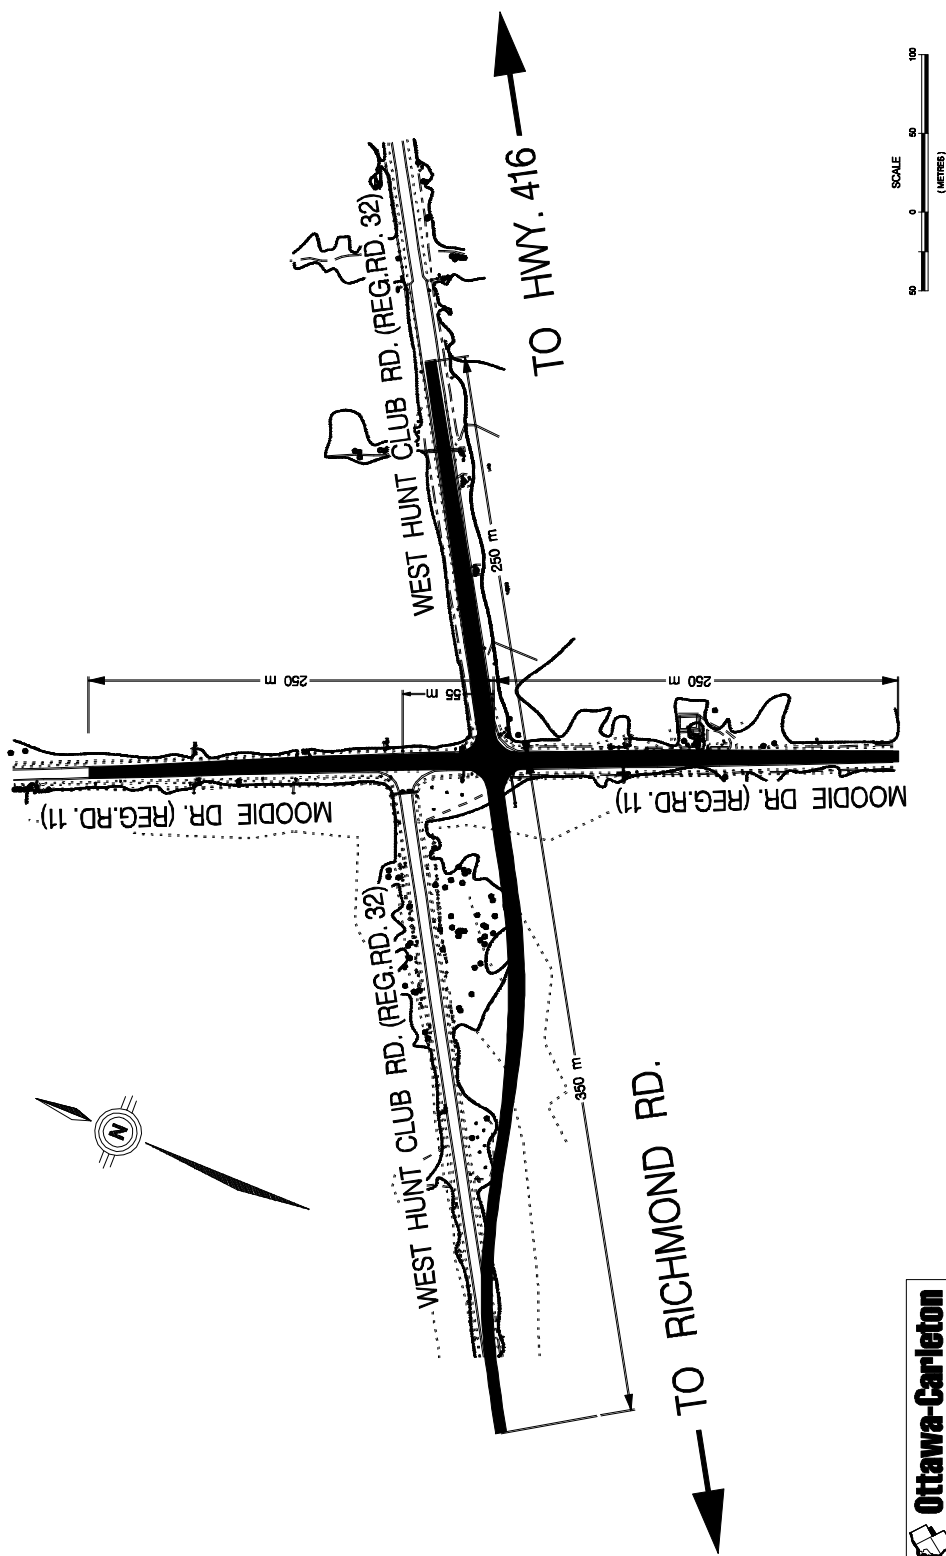 WEST HUNT CLUB RD. (REG.RD. 32)
TO HWY. 416
SCALE
50 0 50 100
(METRES)
250 m
250 m
55 m
250 m
MOODIE DR. (REG.RD. 11)
MOODIE DR. (REG.RD. 11)
WEST HUNT CLUB RD. (REG.RD. 32)
350 m
N
TO RICHMOND RD.
Ottawa-Carleton